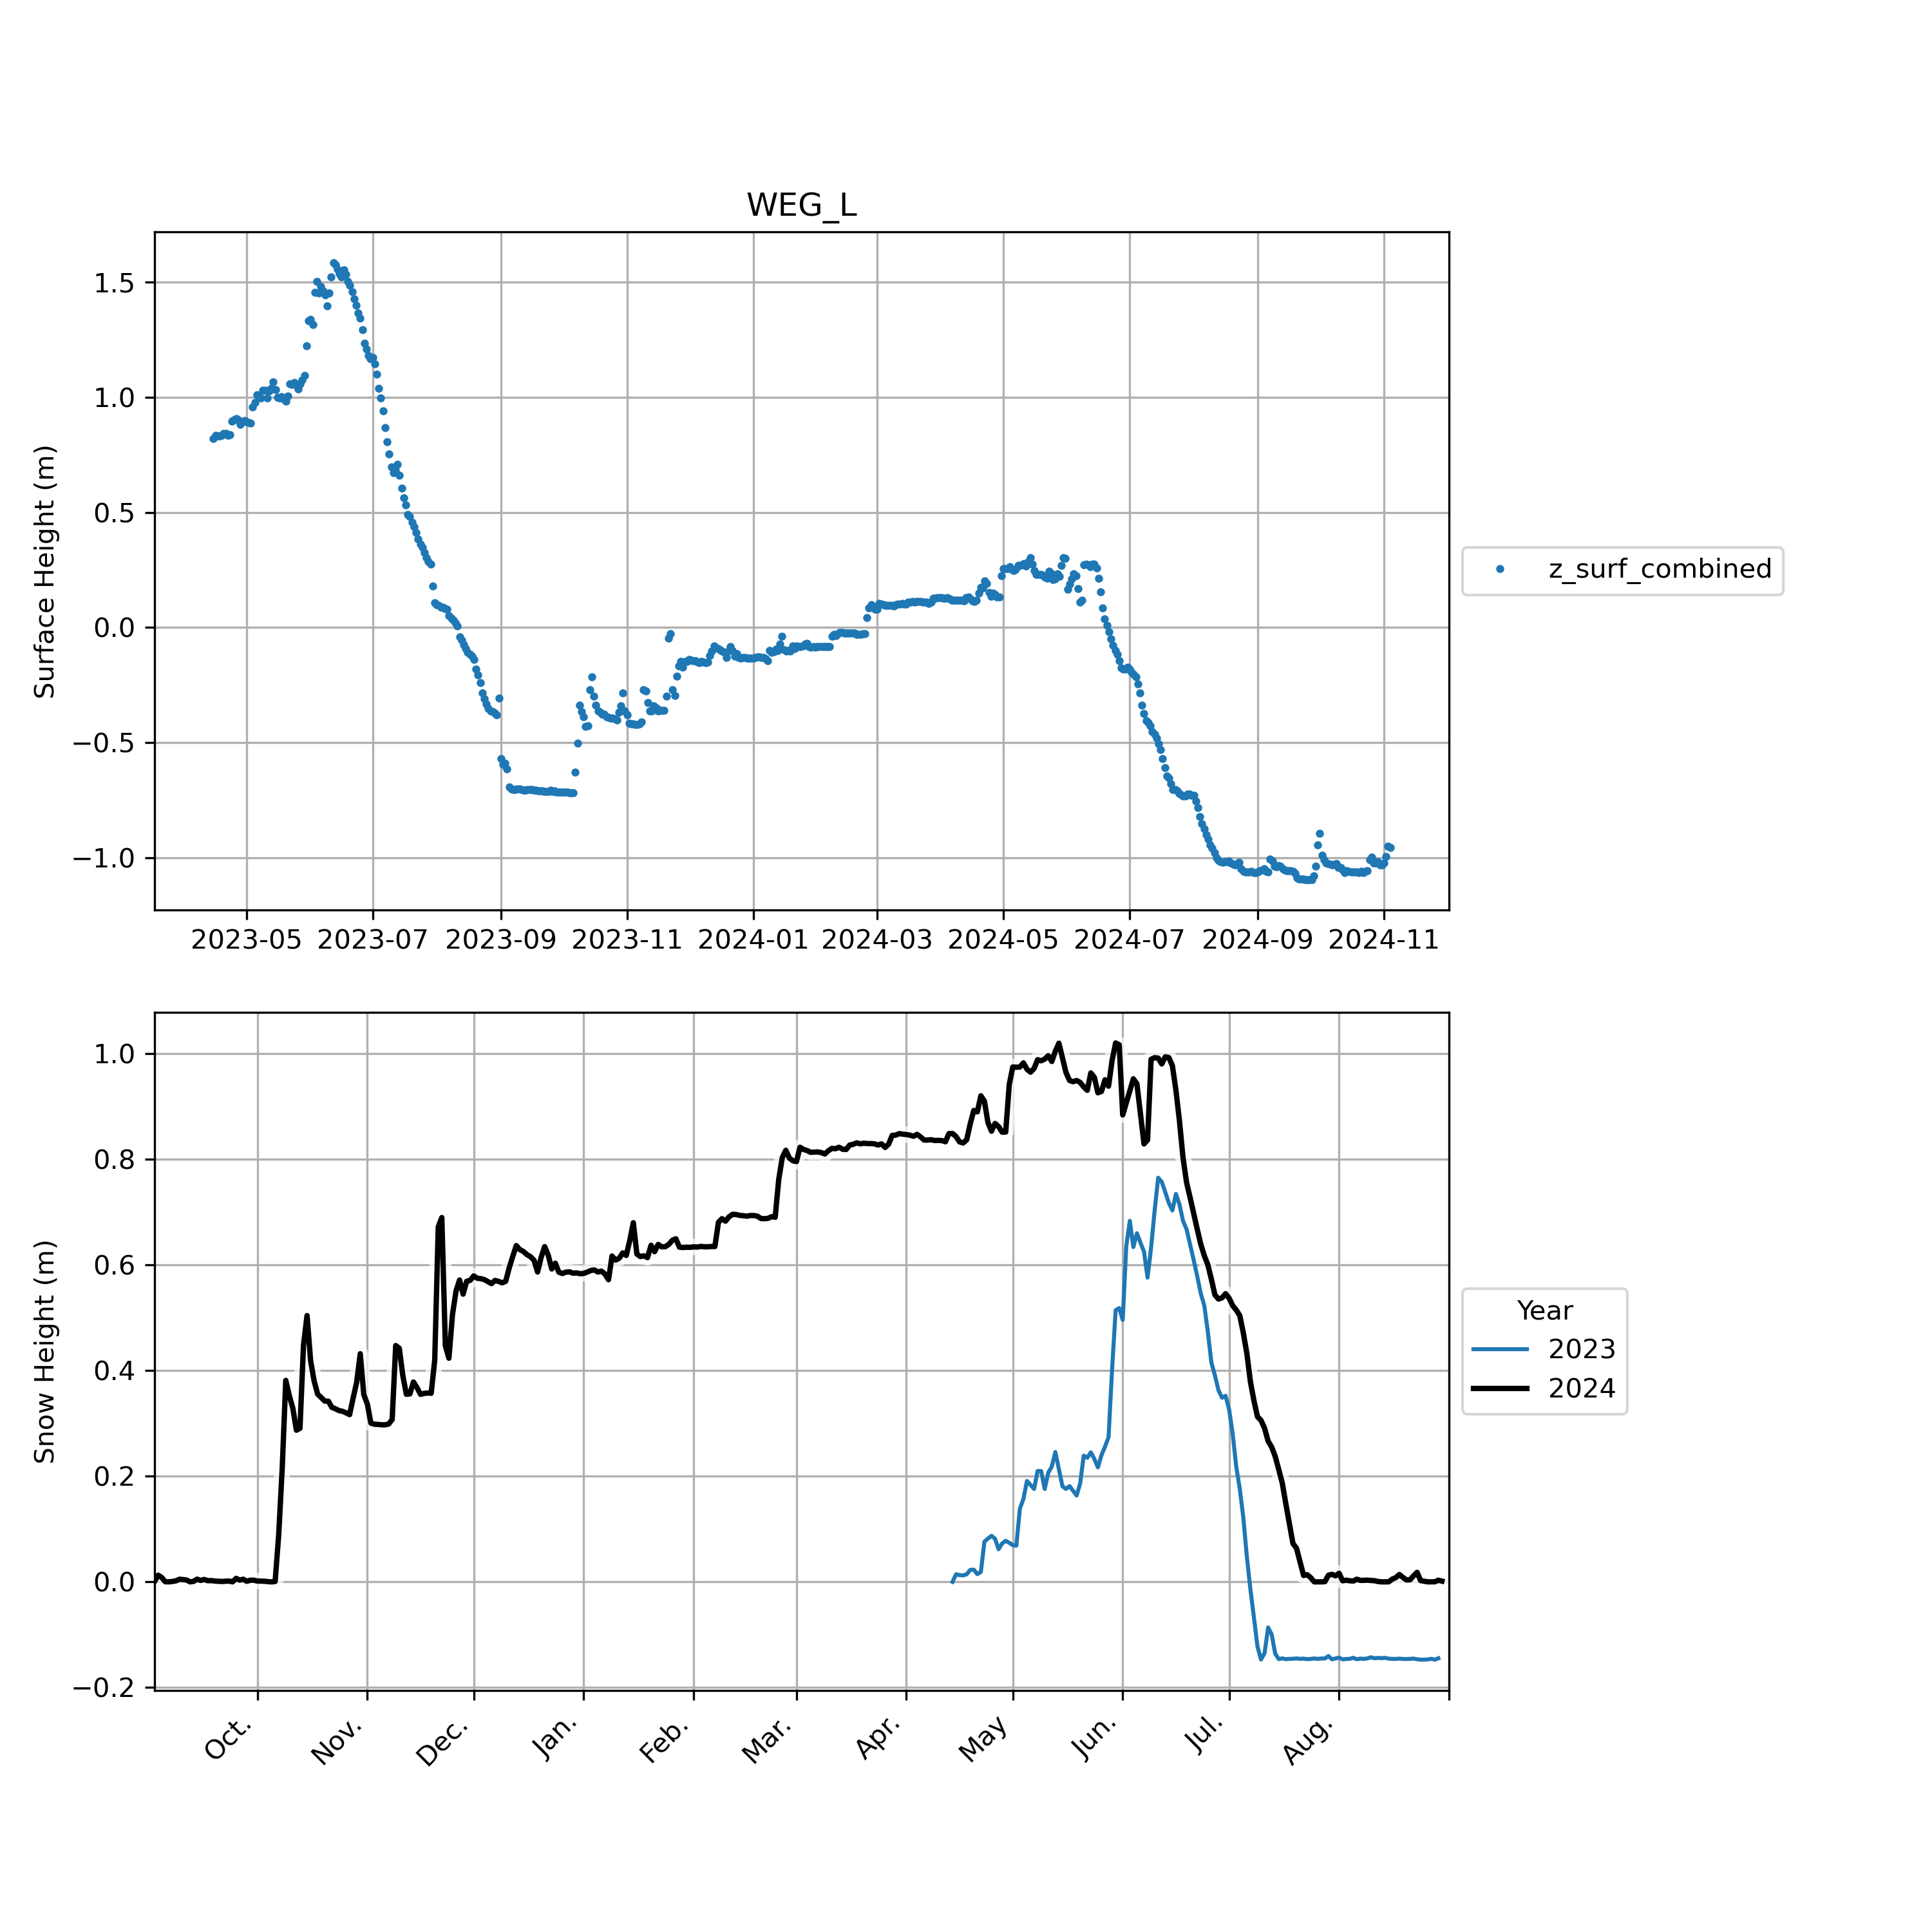 WEG_L
Surface Height (m)
1.5
1.0
0.5
0.0
−0.5
−1.0
2023-05 2023-07 2023-09 2023-11 2024-01 2024-03 2024-05 2024-07 2024-09 2024-11
z_surf_combined
Snow Height (m)
1.0
0.8
0.6
0.4
0.2
0.0
−0.2
Oct. Nov. Dec. Jan. Feb. Mar. Apr. May Jun. Jul. Aug.
Year
2023
2024